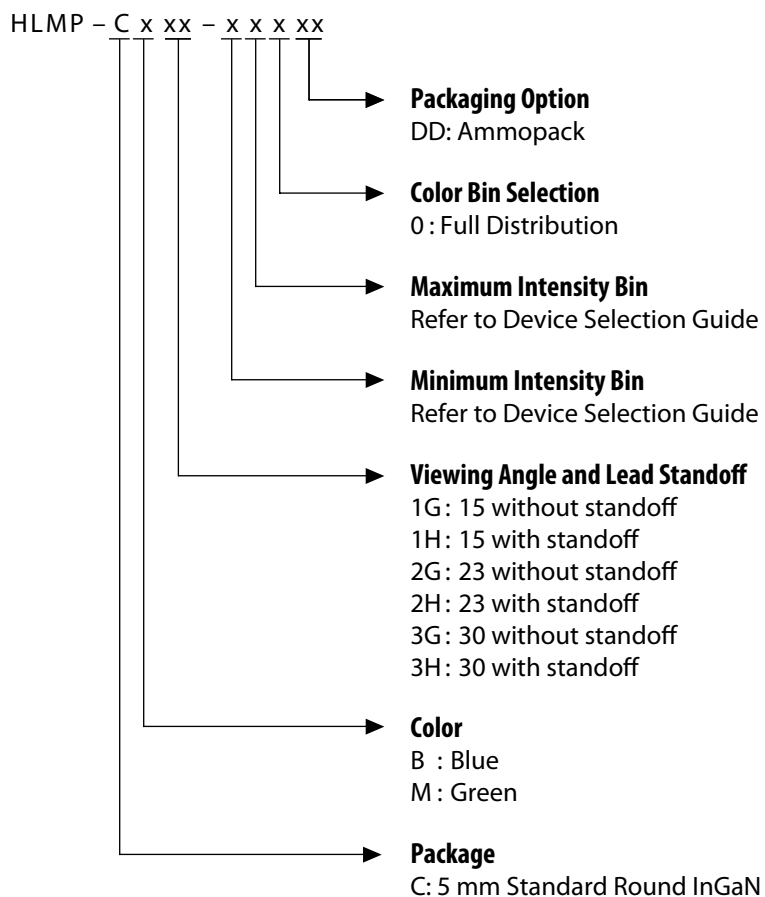 HLMP – C x xx – x x x xx
Packaging Option
DD: Ammopack
Color Bin Selection
0 : Full Distribution
Maximum Intensity Bin
Refer to Device Selection Guide
Minimum Intensity Bin
Refer to Device Selection Guide
Viewing Angle and Lead Standoff
1G : 15 without standoff
1H : 15 with standoff
2G : 23 without standoff
2H : 23 with standoff
3G : 30 without standoff
3H : 30 with standoff
Color
B : Blue
M : Green
Package
C: 5 mm Standard Round InGaN